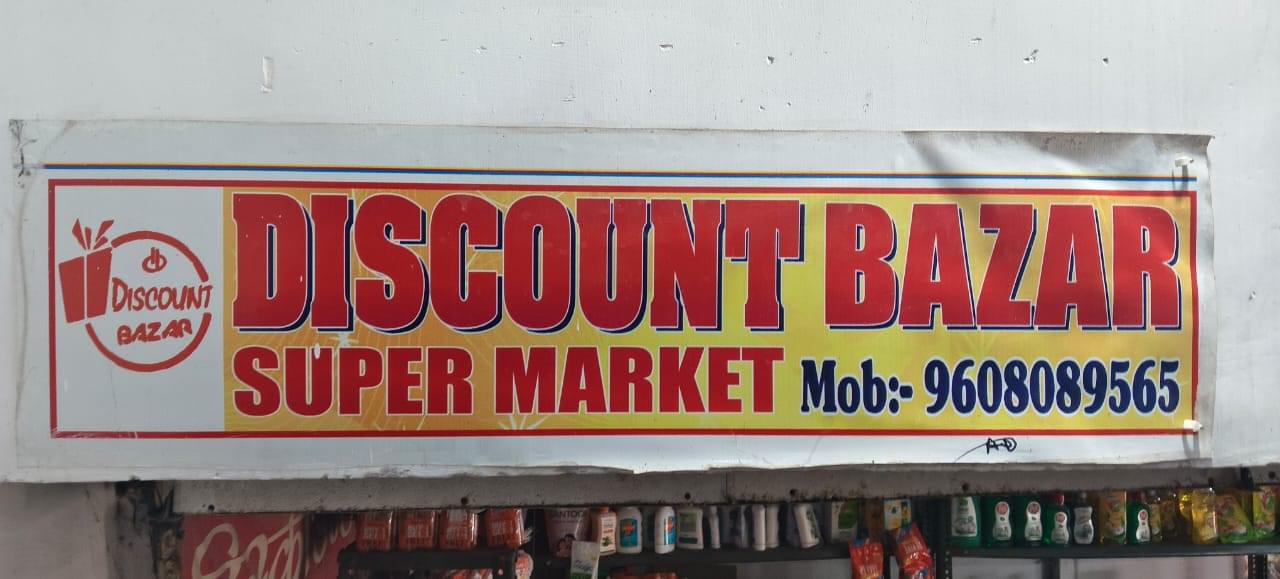 db
DISCOUNT
BAZAR
DISCOUNT BAZAR
SUPER MARKET Mob:- 9608089565